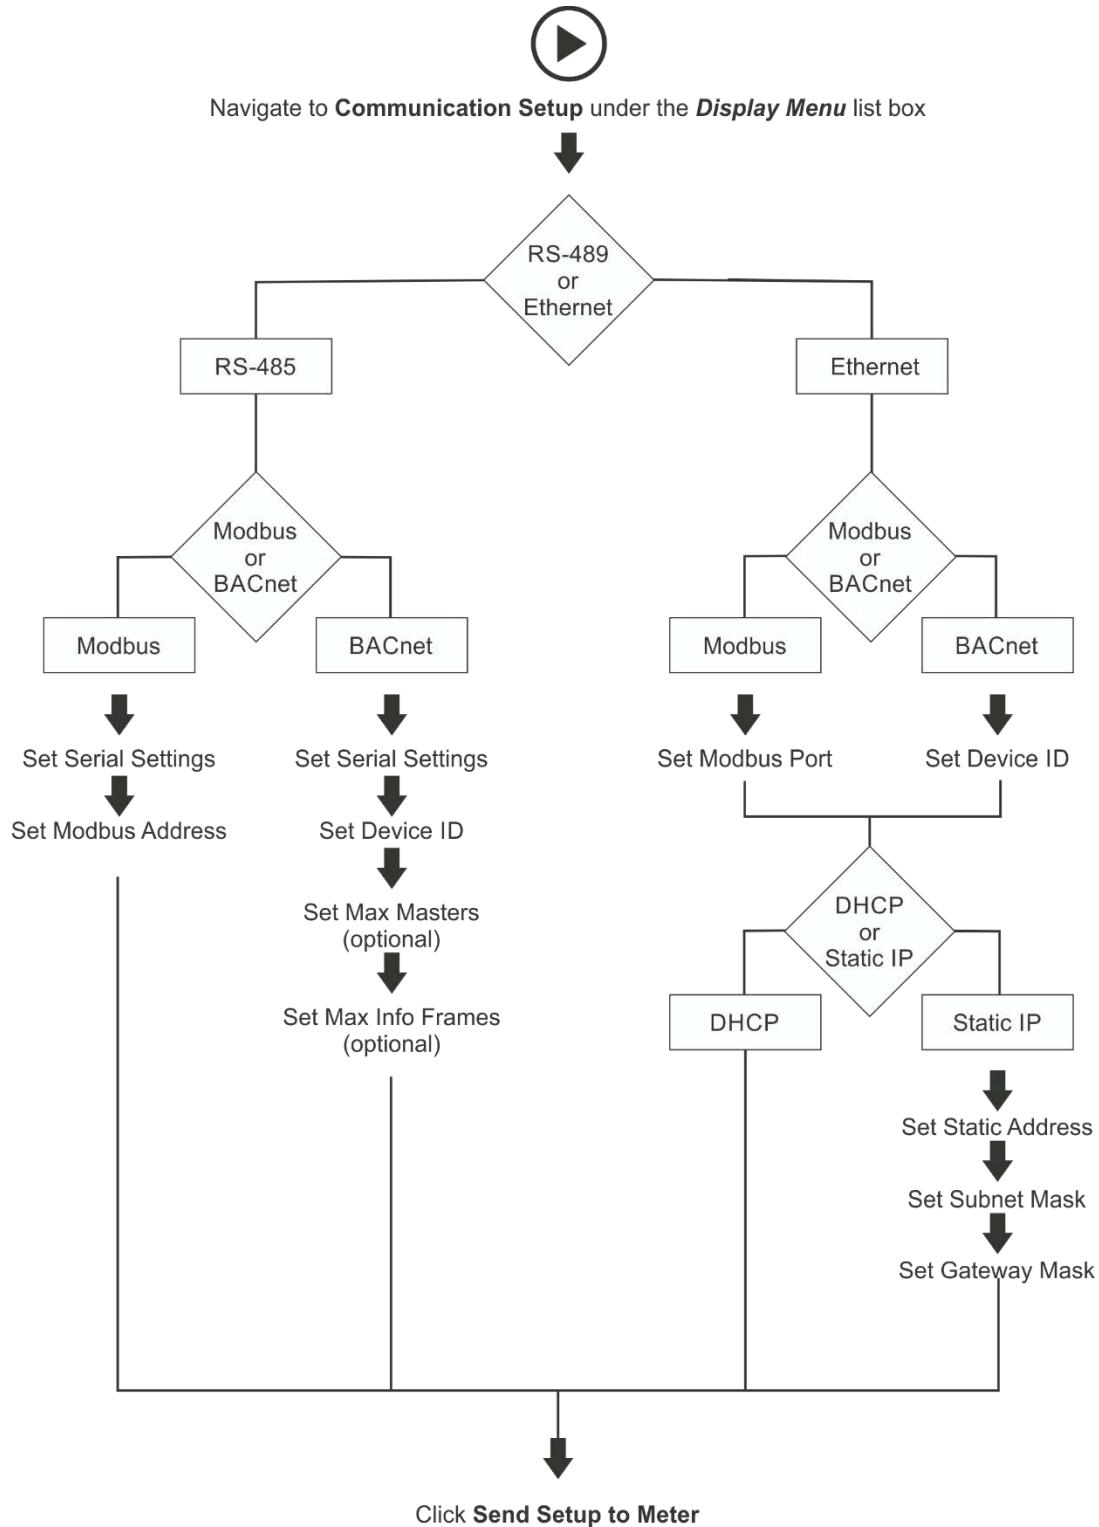 Navigate to Communication Setup under the Display Menu list box
RS-489
or
Ethernet
RS-485
Ethernet
Modbus
or
BACnet
Modbus
or
BACnet
Modbus
BACnet
Modbus
BACnet
Set Serial Settings
Set Serial Settings
Set Modbus Port
Set Device ID
Set Modbus Address
Set Device ID
Set Max Masters
(optional)
DHCP
or
Static IP
Set Max Info Frames
(optional)
DHCP
Static IP
Set Static Address
Set Subnet Mask
Set Gateway Mask
Click Send Setup to Meter